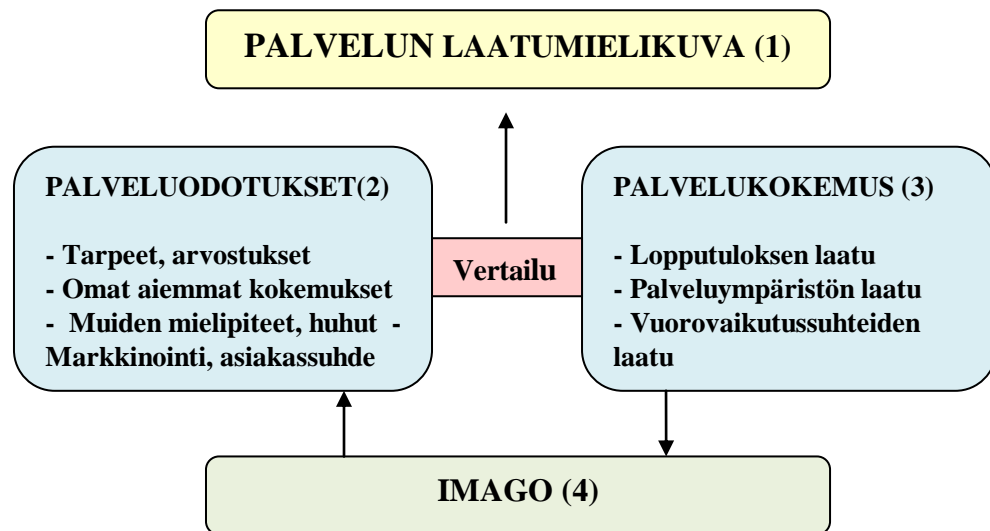 PALVELUN LAATUMIELIKUVA (1)
PALVELUODOTUKSET(2)
- Tarpeet, arvostukset
- Omat aiemmat kokemukset
- Muiden mielipiteet, huhut -
Markkinointi, asiakassuhde
Vertailu
PALVELUKOKEMUS (3)
- Lopputuloksen laatu
- Palveluympäristön laatu
- Vuorovaikutussuhteiden
laatu
IMAGO (4)